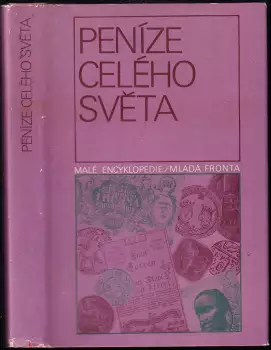 PENÍZE CELÉHO SVĚTA
PENÍZE
CELÉHO
SVĚTA
MALÉ ENCYKLOPEDIE/MLADÁ FRONTA